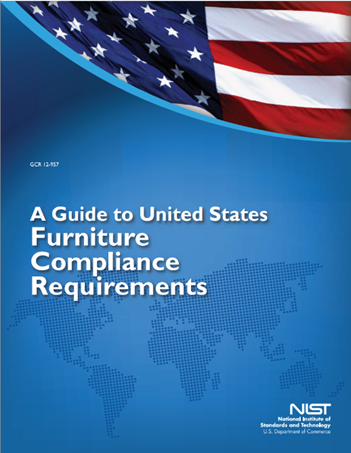 GCR 12-957
A Guide to United States
Furniture
Compliance
Requirements
NIST
National Institute of
Standards and Technology
U.S. Department of Commerce